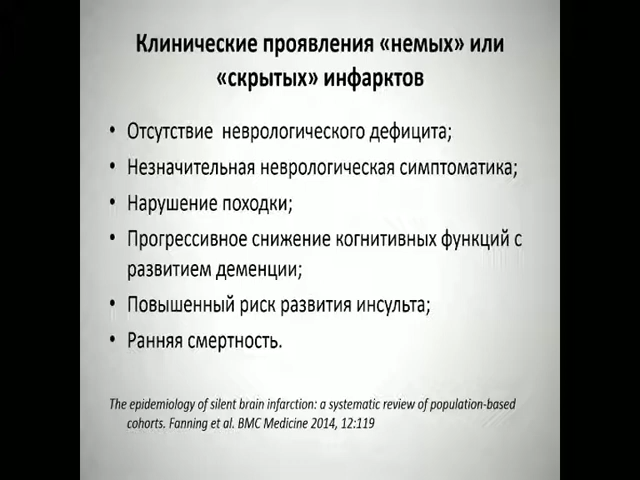 Клинические проявления «немых» или
«скрытых» инфарктов
• Отсутствие неврологического дефицита;
• Незначительная неврологическая симптоматика;
• Нарушение походки;
• Прогрессивное снижение когнитивных функций с
развитием деменции;
• Повышенный риск развития инсульта;
• Ранняя смертность.
The epidemiology of silent brain infarction: a systematic review of population-based
cohorts. Fanning et al. BMC Medicine 2014, 12:119